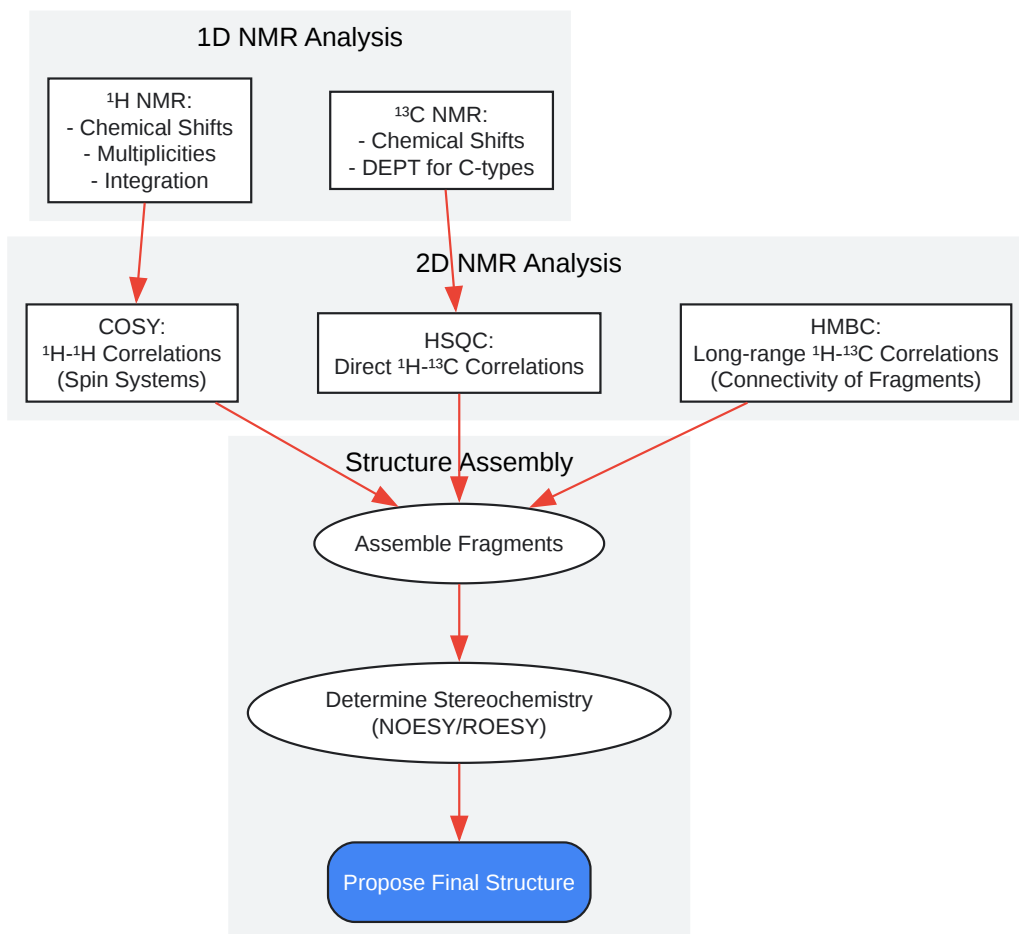 1D NMR Analysis
¹H NMR:
- Chemical Shifts
- Multiplicities
- Integration
¹³C NMR:
- Chemical Shifts
- DEPT for C-types
2D NMR Analysis
COSY:
¹H-¹H Correlations
(Spin Systems)
HSQC:
Direct ¹H-¹³C Correlations
HMBC:
Long-range ¹H-¹³C Correlations
(Connectivity of Fragments)
Structure Assembly
Assemble Fragments
Determine Stereochemistry
(NOESY/ROESY)
Propose Final Structure